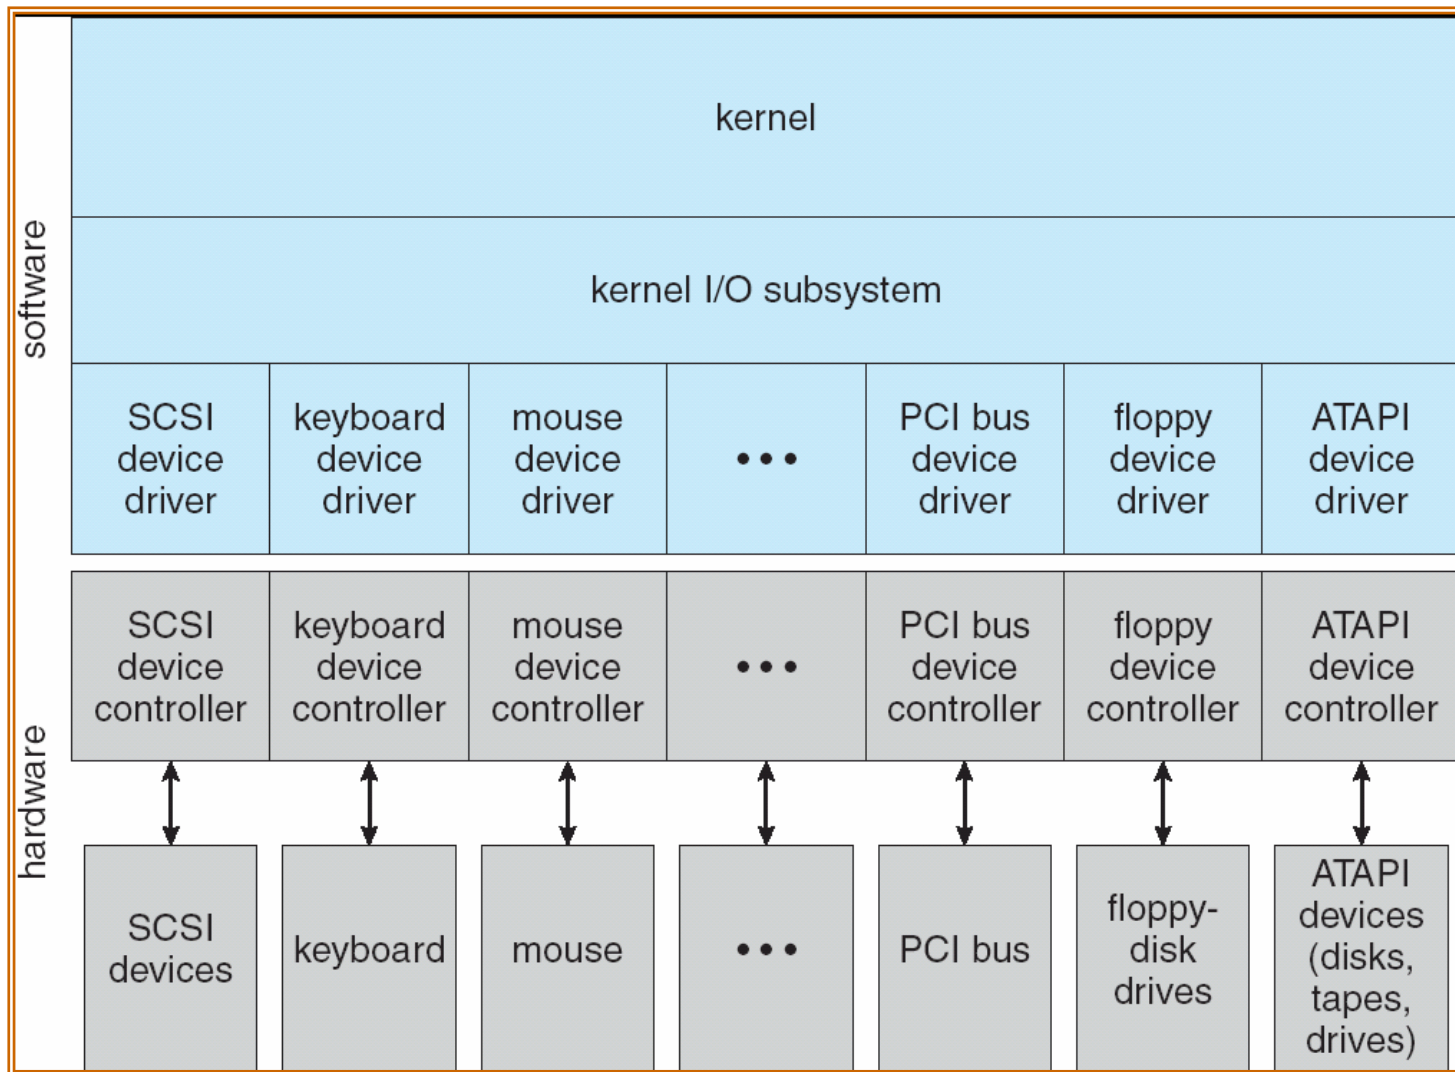 software
kernel
kernel I/O subsystem
SCSI
device
driver
keyboard
device
driver
mouse
device
driver
•••
PCI bus
device
driver
floppy
device
driver
ATAPI
device
driver
hardware
SCSI
device
controller
keyboard
device
controller
mouse
device
controller
•••
PCI bus
device
controller
floppy
device
controller
ATAPI
device
controller
SCSI
devices
keyboard
mouse
•••
PCI bus
floppy-
disk
drives
ATAPI
devices
(disks,
tapes,
drives)